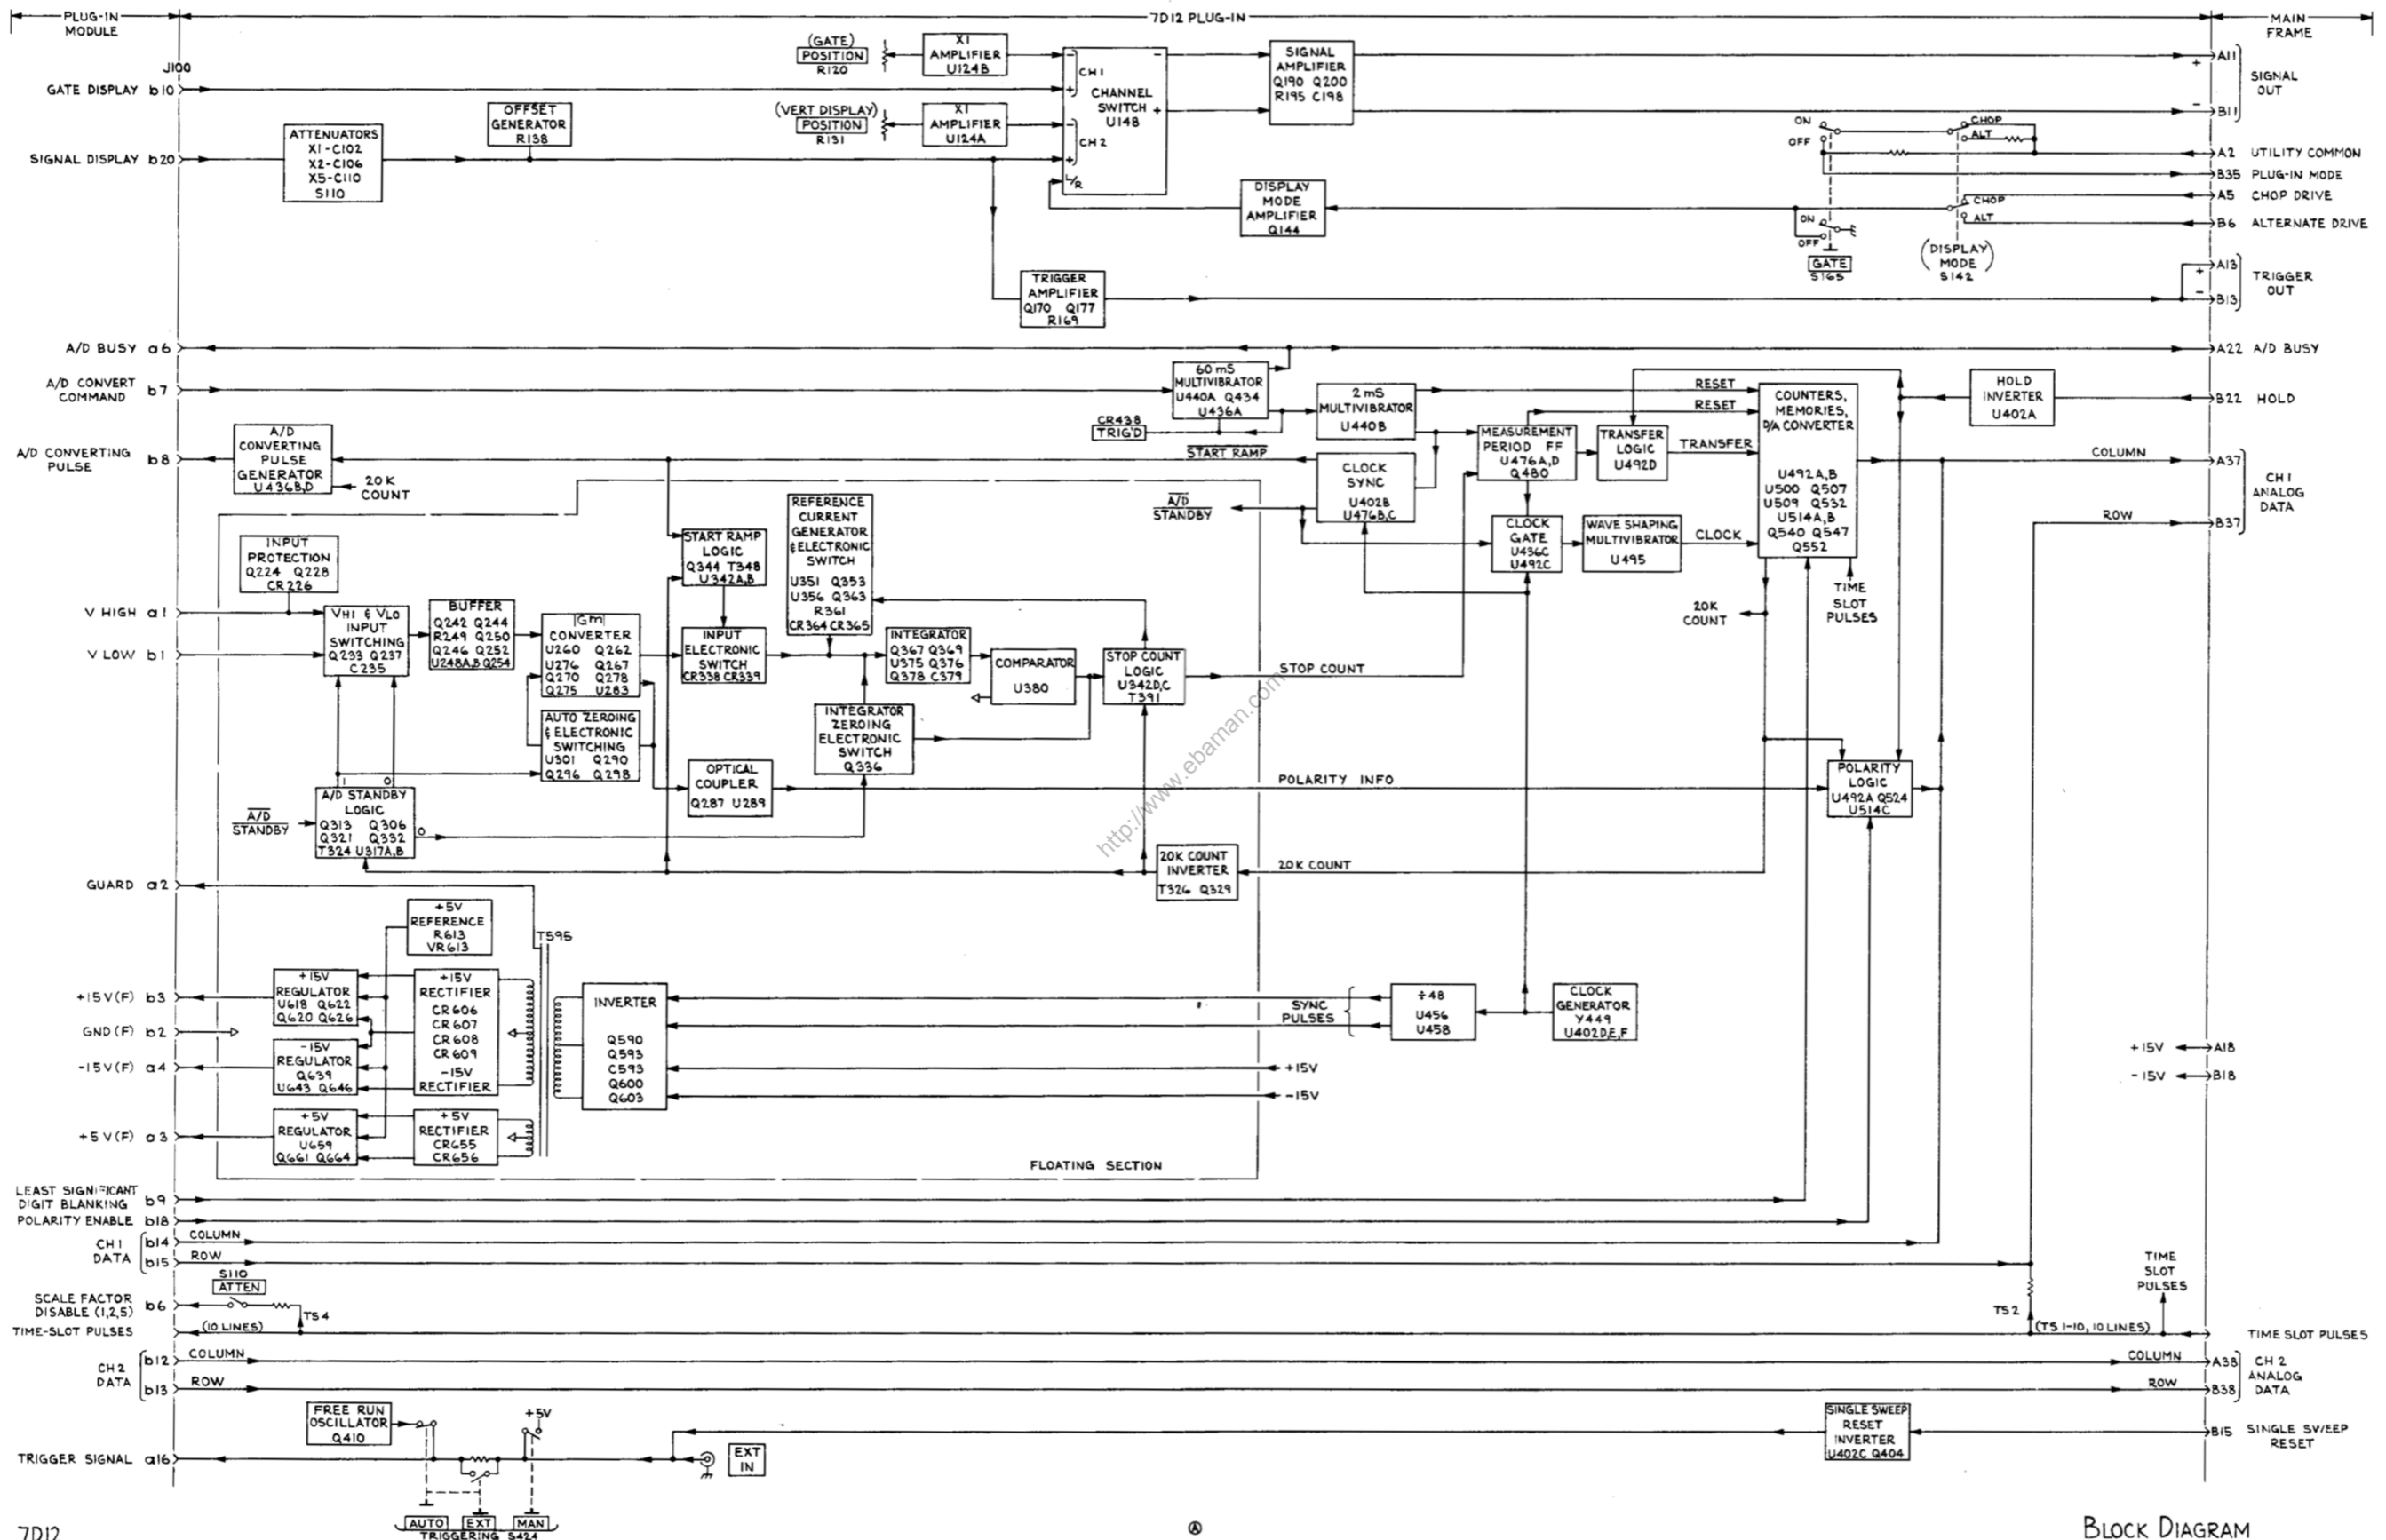 PLUG-IN
MODULE
7D12 PLUG-IN
MAIN
FRAME
J100
GATE DISPLAY b10
(GATE)
POSITION
R120
X1
AMPLIFIER
U124B
CH 1
CHANNEL
SWITCH
U148
CH 2
L/R
-
+
-
+
-
+
SIGNAL
AMPLIFIER
Q190 Q200
R195 C198
A11
+
SIGNAL
OUT
-
B11
SIGNAL DISPLAY b20
ATTENUATORS
X1-C102
X2-C106
X5-C110
S110
OFFSET
GENERATOR
R138
(VERT DISPLAY)
POSITION
R131
X1
AMPLIFIER
U124A
ON
OFF
CHOP
ALT
A2 UTILITY COMMON
B35 PLUG-IN MODE
A5 CHOP DRIVE
B6 ALTERNATE DRIVE
DISPLAY
MODE
AMPLIFIER
Q144
ON
OFF
GATE
S165
CHOP
ALT
(DISPLAY)
MODE
S142
TRIGGER
AMPLIFIER
Q170 Q177
R169
A13
+
TRIGGER
OUT
-
B13
A/D BUSY a6
A22 A/D BUSY
A/D CONVERT
COMMAND b7
60 mS
MULTIVIBRATOR
U440A Q434
U436A
CR438
TRIG'D
2 mS
MULTIVIBRATOR
U440B
RESET
RESET
MEASUREMENT
PERIOD FF
U476A,D
Q480
TRANSFER
LOGIC
U492D
TRANSFER
COUNTERS,
MEMORIES,
D/A CONVERTER
U492A,B
U500 Q507
U509 Q532
U514A,B
Q540 Q547
Q552
HOLD
INVERTER
U402A
B22 HOLD
A/D CONVERTING
PULSE b8
A/D
CONVERTING
PULSE
GENERATOR
U436B,D
20 K
COUNT
START RAMP
CLOCK
SYNC
U402B
U476B,C
A/D
STANDBY
CLOCK
GATE
U436C
U492C
WAVE SHAPING
MULTIVIBRATOR
U495
CLOCK
TIME
SLOT
PULSES
20K
COUNT
COLUMN
A37
CH 1
ANALOG
DATA
ROW
B37
INPUT
PROTECTION
Q224 Q228
CR226
V HIGH a1
V LOW b1
VHI & VLO
INPUT
SWITCHING
Q233 Q237
C235
BUFFER
Q242 Q244
R249 Q250
Q246 Q252
U248A,B Q254
|Gm|
CONVERTER
U260 Q262
U276 Q267
Q270 Q278
Q275 U283
START RAMP
LOGIC
Q344 T348
U342A,B
INPUT
ELECTRONIC
SWITCH
CR338 CR339
REFERENCE
CURRENT
GENERATOR
& ELECTRONIC
SWITCH
U351 Q353
U356 Q363
R361
CR364 CR365
INTEGRATOR
Q367 Q369
U375 Q376
Q378 C379
COMPARATOR
U380
STOP COUNT
LOGIC
U342D,C
T391
STOP COUNT
AUTO ZEROING
& ELECTRONIC
SWITCHING
U301 Q290
Q296 Q298
INTEGRATOR
ZEROING
ELECTRONIC
SWITCH
Q336
OPTICAL
COUPLER
Q287 U289
POLARITY INFO
POLARITY
LOGIC
U492A Q524
U514C
1
0
A/D STANDBY
LOGIC
Q313 Q306
Q321 Q332
T324 U317A,B
A/D
STANDBY
0
20K COUNT
INVERTER
T326 Q329
20K COUNT
http://www.ebaman.com
GUARD a2
+5V
REFERENCE
R613
VR613
T595
+15V(F) b3
GND (F) b2
-15V(F) a4
+5V(F) a3
+15V
REGULATOR
U618 Q622
Q620 Q626
-15V
REGULATOR
Q639
U643 Q646
+5V
REGULATOR
U659
Q661 Q664
+15V
RECTIFIER
CR606
CR607
CR608
CR609
-15V
RECTIFIER
+5V
RECTIFIER
CR655
CR656
INVERTER
Q590
Q593
C593
Q600
Q603
SYNC
PULSES
÷48
U456
U458
CLOCK
GENERATOR
Y449
U402D,E,F
+15V
-15V
+15V A18
-15V B18
FLOATING SECTION
LEAST SIGNIFICANT
DIGIT BLANKING b9
POLARITY ENABLE b18
CH 1
DATA
b14 COLUMN
b15 ROW
S110
ATTEN
SCALE FACTOR
DISABLE (1,2,5) b6
TS4
TIME-SLOT PULSES
(10 LINES)
TS 2
(TS 1-10, 10 LINES)
TIME
SLOT
PULSES
TIME SLOT PULSES
CH 2
DATA
b12 COLUMN
b13 ROW
COLUMN
A38
CH 2
ANALOG
DATA
ROW
B38
FREE RUN
OSCILLATOR
Q410
+5V
TRIGGER SIGNAL a16
EXT
IN
SINGLE SWEEP
RESET
INVERTER
U402C Q404
B15 SINGLE SWEEP
RESET
AUTO EXT MAN
TRIGGERING S424
7D12
A
BLOCK DIAGRAM